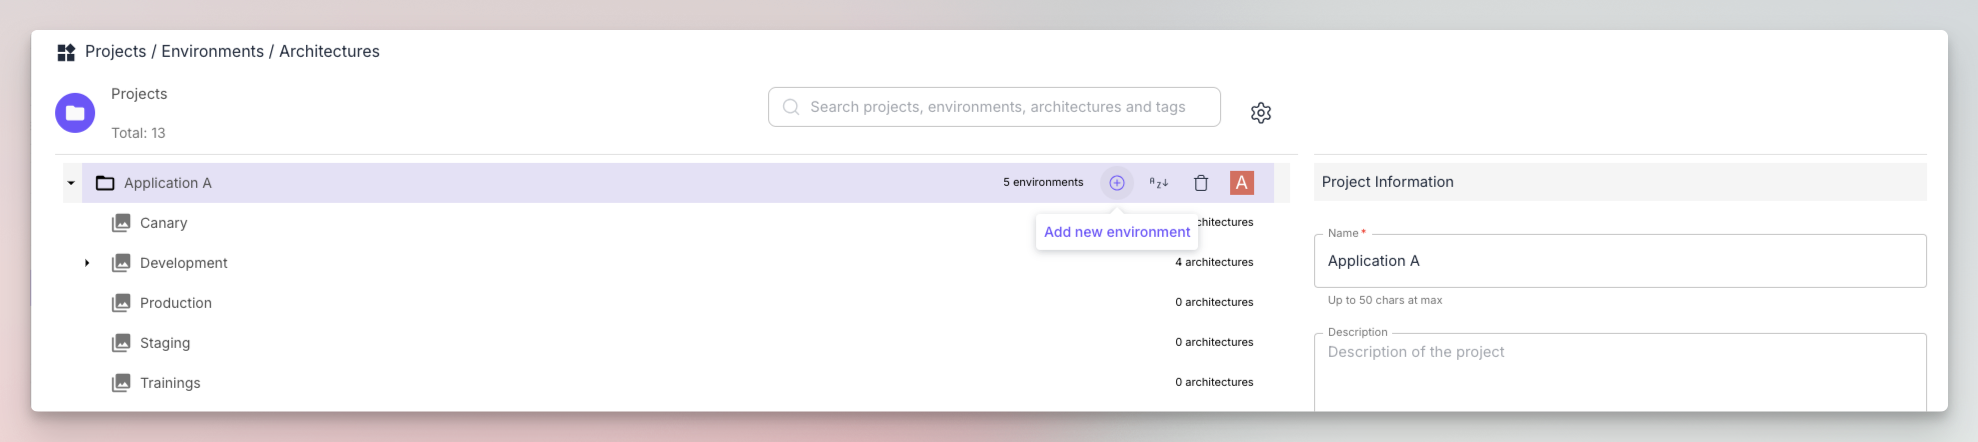 Projects / Environments / Architectures
Projects
Total: 13
Search projects, environments, architectures and tags
Application A
5 environments
A
Z
A
Project Information
Canary
architectures
Add new environment
Name *
Application A
Development
4 architectures
Production
0 architectures
Up to 50 chars at max
Staging
0 architectures
Description
Description of the project
Trainings
0 architectures